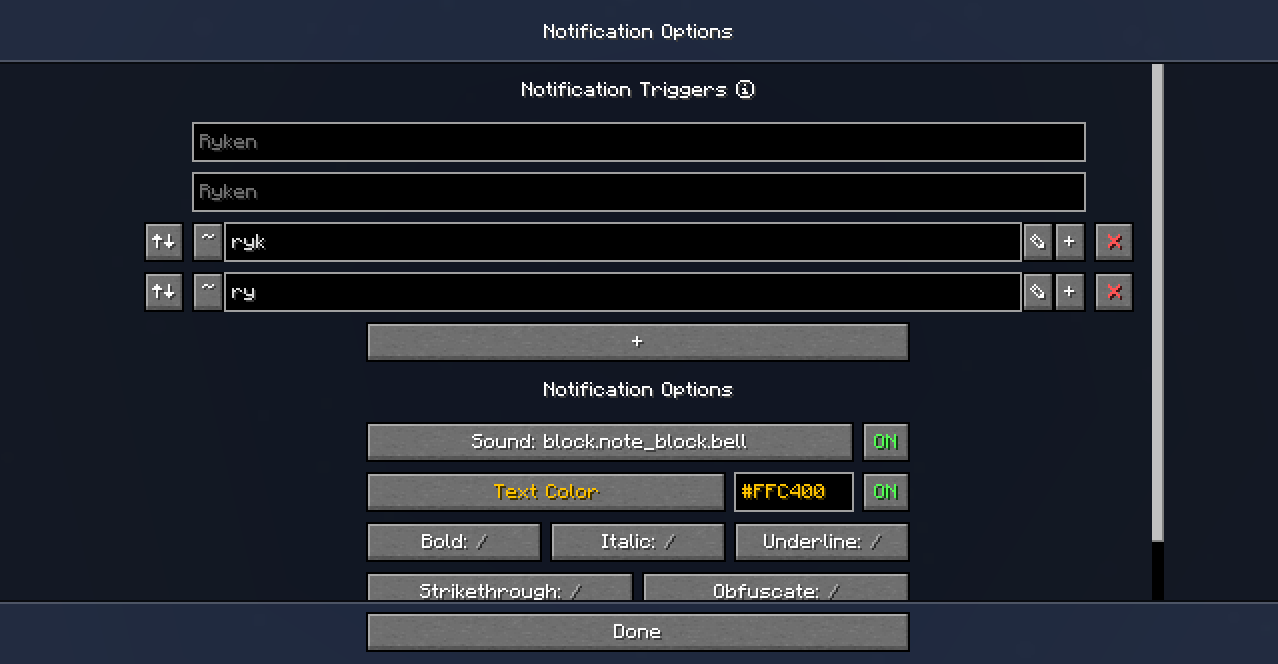 Notification Options
Notification Triggers ⓘ
Ryken
Ryken
↑↓ ~ ryk ✎ + ✕
↑↓ ~ ry ✎ + ✕
+
Notification Options
Sound: block.note_block.bell ON
Text Color #FFC400 ON
Bold: / Italic: / Underline: /
Strikethrough: / Obfuscate: /
Done